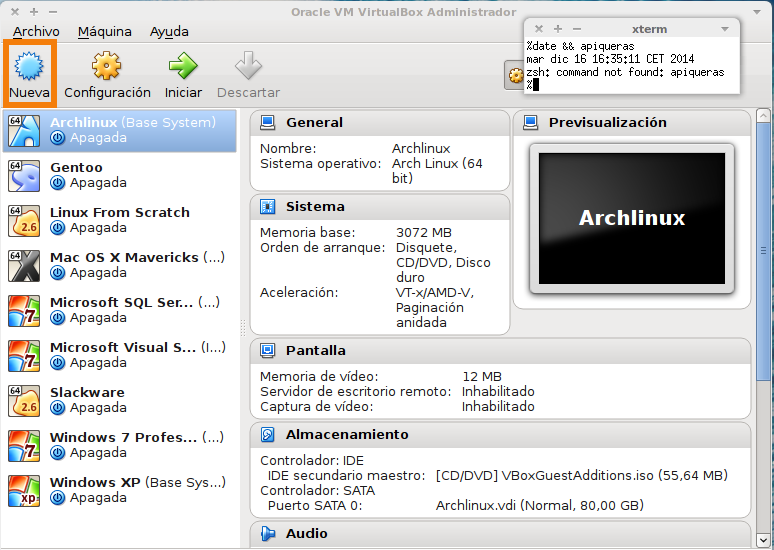 Oracle VM VirtualBox Administrador
Archivo Máquina Ayuda
Nueva Configuración Iniciar Descartar
xterm
%date && apiqueras
mar dic 16 16:35:11 CET 2014
zsh: command not found: apiqueras
%
64 Archlinux (Base System)
Apagada
64 Gentoo
Apagada
64 2.6 Linux From Scratch
Apagada
64 X Mac OS X Mavericks (...)
Apagada
7 Microsoft SQL Ser... (...)
Apagada
7 Microsoft Visual S... (I...)
Apagada
64 2.6 Slackware
Apagada
7 Windows 7 Profes... (...)
Apagada
xp Windows XP (Base Sys...)
Apagada
General
Nombre: Archlinux
Sistema operativo: Arch Linux (64
bit)
Sistema
Memoria base: 3072 MB
Orden de arranque: Disquete,
CD/DVD, Disco
duro
Aceleración: VT-x/AMD-V,
Paginación
anidada
Previsualización
Archlinux
Pantalla
Memoria de vídeo: 12 MB
Servidor de escritorio remoto: Inhabilitado
Captura de vídeo: Inhabilitado
Almacenamiento
Controlador: IDE
IDE secundario maestro: [CD/DVD] VBoxGuestAdditions.iso (55,64 MB)
Controlador: SATA
Puerto SATA 0: Archlinux.vdi (Normal, 80,00 GB)
Audio